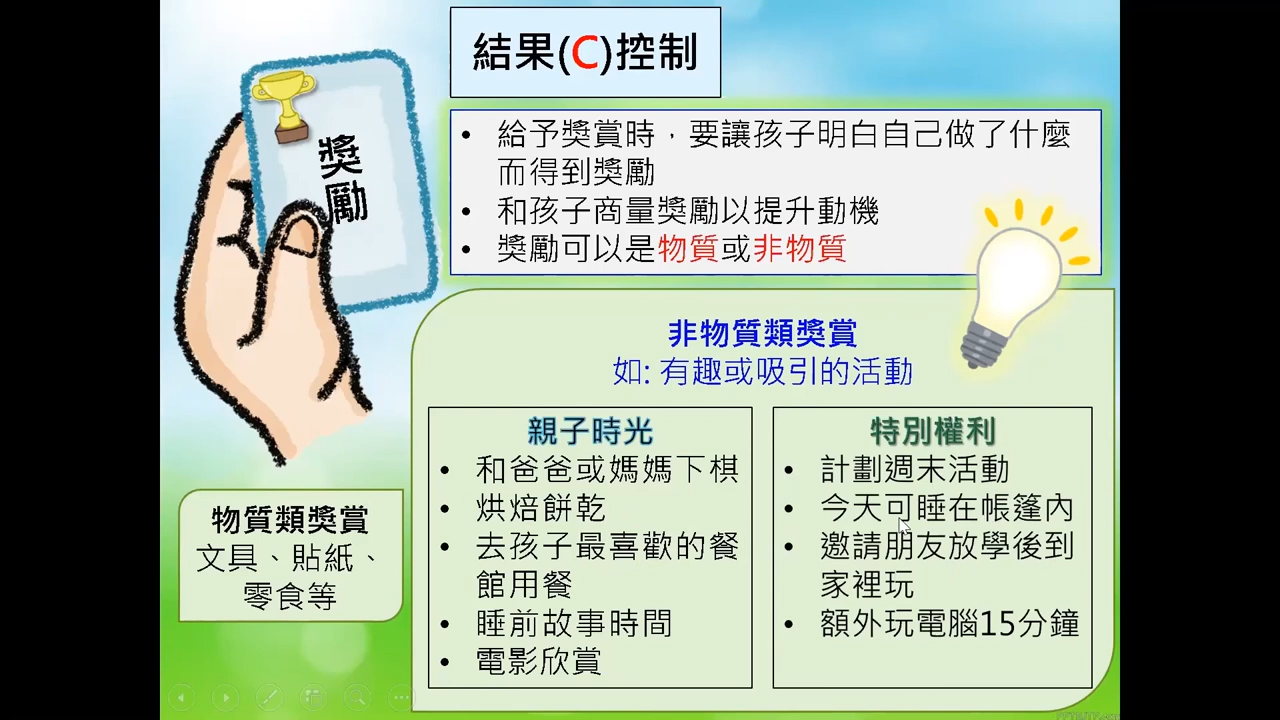 結果(C)控制
獎勵
• 給予獎賞時，要讓孩子明白自己做了什麼
而得到獎勵
• 和孩子商量獎勵以提升動機
• 獎勵可以是物質或非物質
非物質類獎賞
如: 有趣或吸引的活動
物質類獎賞
文具、貼紙、
零食等
親子時光
• 和爸爸或媽媽下棋
• 烘焙餅乾
• 去孩子最喜歡的餐
館用餐
• 睡前故事時間
• 電影欣賞
特別權利
• 計劃週末活動
• 今天可睡在帳篷內
• 邀請朋友放學後到
家裡玩
• 額外玩電腦15分鐘